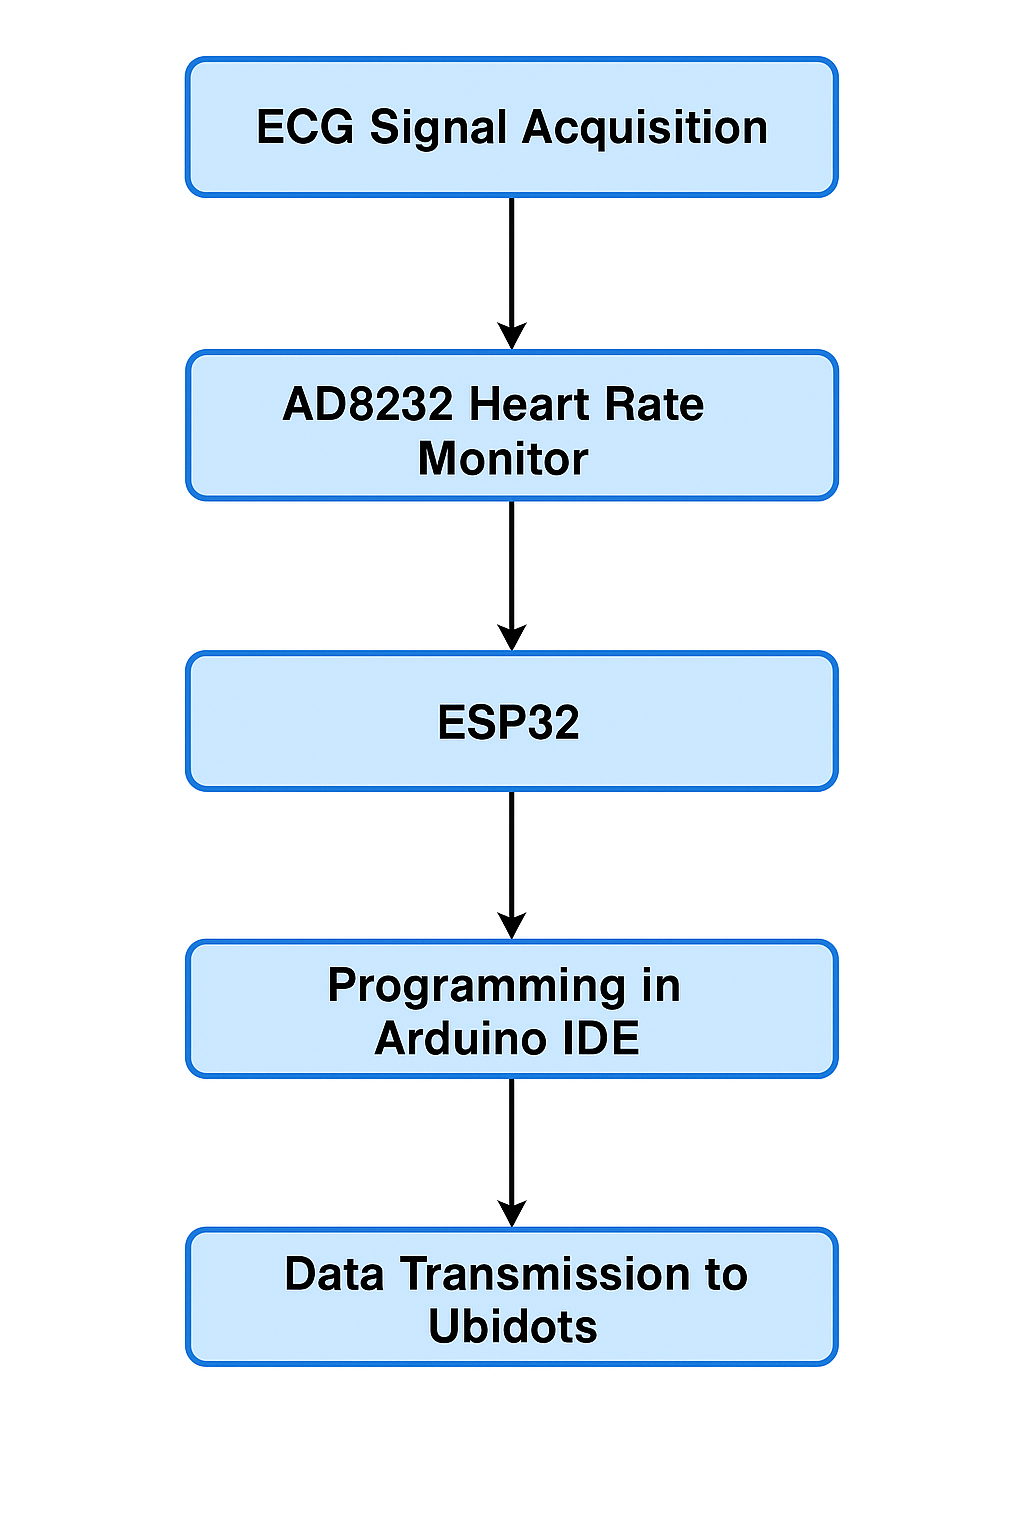 ECG Signal Acquisition
AD8232 Heart Rate
Monitor
ESP32
Programming in
Arduino IDE
Data Transmission to
Ubidots